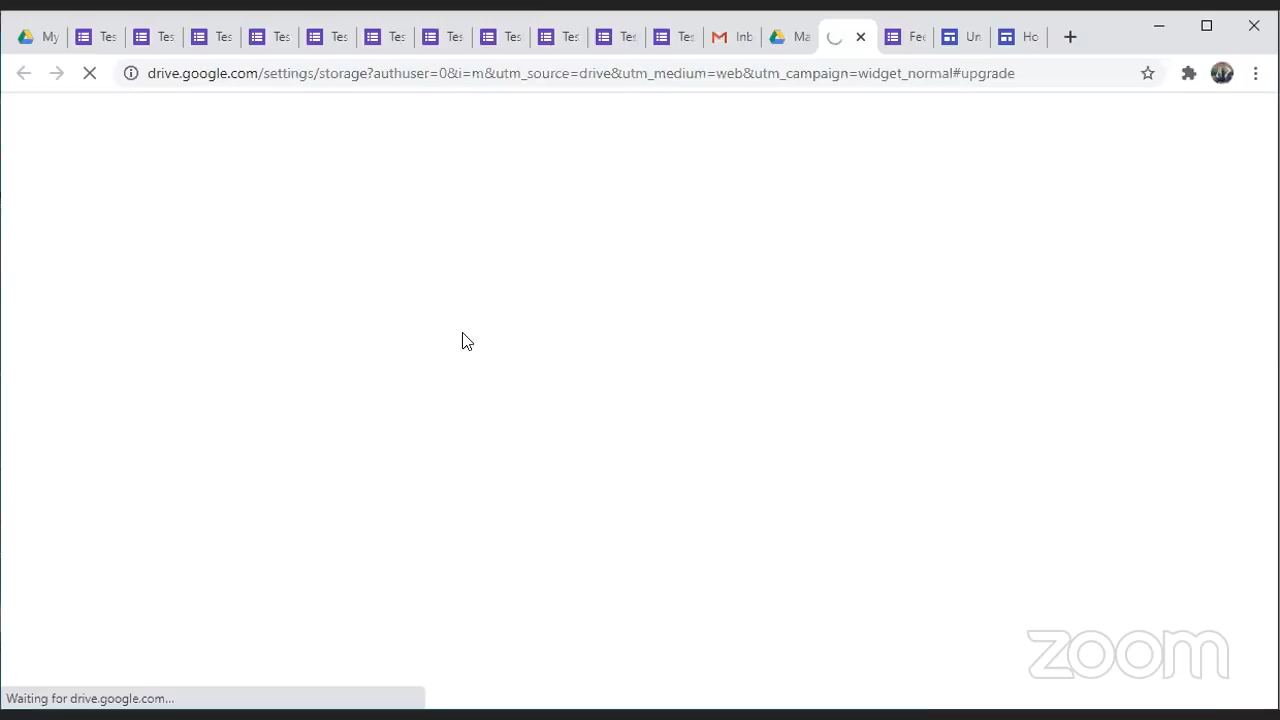 My
Tes
Tes
Tes
Tes
Tes
Tes
Tes
Tes
Tes
Tes
Tes
Inb
Ma
Fee
Un
Ho
drive.google.com/settings/storage?authuser=0&i=m&utm_source=drive&utm_medium=web&utm_campaign=widget_normal#upgrade
zoom
Waiting for drive.google.com...